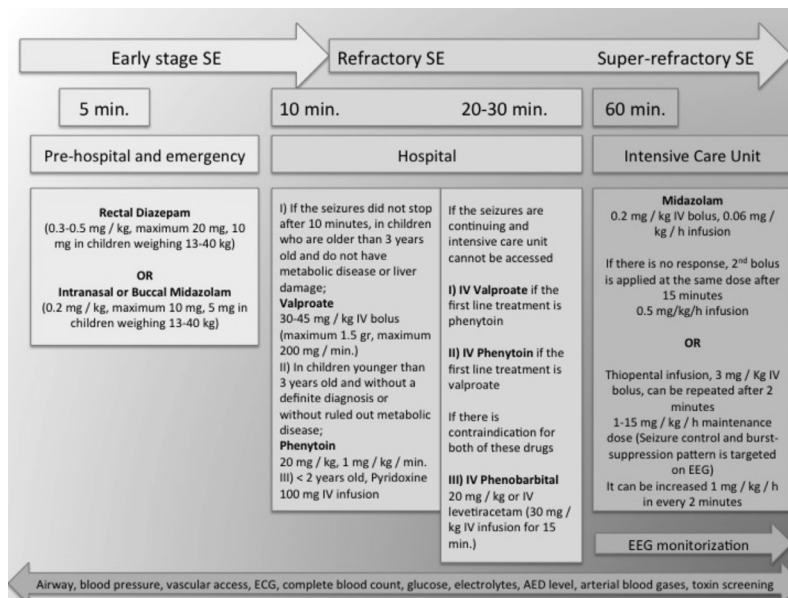 Early stage SE
Refractory SE
Super-refractory SE
5 min.
10 min.
20-30 min.
60 min.
Pre-hospital and emergency
Hospital
Intensive Care Unit
Rectal Diazepam
(0.3-0.5 mg / kg, maximum 20 mg, 10
mg in children weighing 13-40 kg)
OR
Intranasal or Buccal Midazolam
(0.2 mg / kg, maximum 10 mg, 5 mg in
children weighing 13-40 kg)
I) If the seizures did not stop
after 10 minutes, in children
who are older than 3 years
old and do not have
metabolic disease or liver
damage;
Valproate
30-45 mg / kg IV bolus
(maximum 1.5 gr, maximum
200 mg / min.)
II) In children younger than
3 years old and without a
definite diagnosis or
without ruled out metabolic
disease;
Phenytoin
20 mg / kg, 1 mg / kg / min.
III) < 2 years old, Pyridoxine
100 mg IV infusion
If the seizures are
continuing and
intensive care unit
cannot be accessed
I) IV Valproate if the
first line treatment is
phenytoin
II) IV Phenytoin if the
first line treatment is
valproate
If there is
contraindication for
both of these drugs
III) IV Phenobarbital
20 mg / kg or IV
levetiracetam (30 mg /
kg IV infusion for 15
min.)
Midazolam
0.2 mg / kg IV bolus, 0.06 mg /
kg / h infusion
If there is no response, 2nd bolus
is applied at the same dose after
15 minutes
0.5 mg/kg/h infusion
OR
Thiopental infusion, 3 mg / Kg IV
bolus, can be repeated after 2
minutes
1-15 mg / kg / h maintenance
dose (Seizure control and burst-
suppression pattern is targeted
on EEG)
It can be increased 1 mg / kg / h
in every 2 minutes
EEG monitorization
Airway, blood pressure, vascular access, ECG, complete blood count, glucose, electrolytes, AED level, arterial blood gases, toxin screening